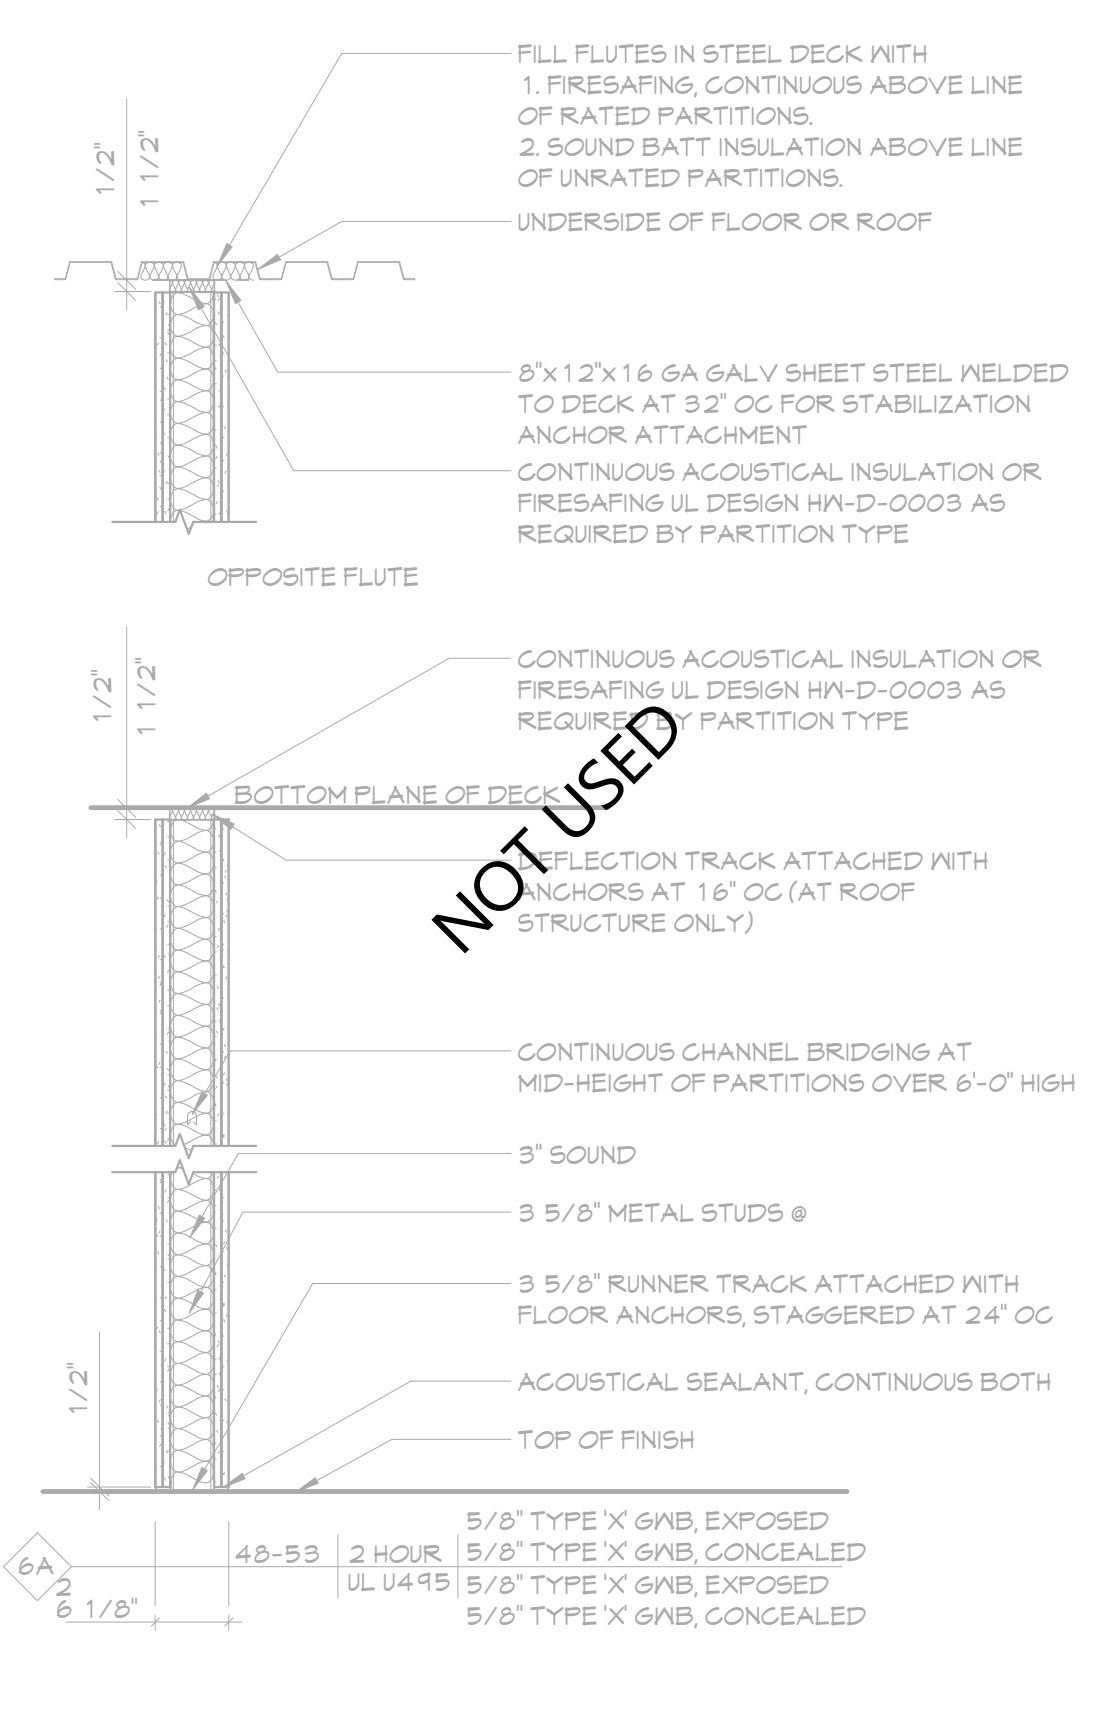 FILL FLUTES IN STEEL DECK WITH
1. FIRESAFING, CONTINUOUS ABOVE LINE
OF RATED PARTITIONS.
2. SOUND BATT INSULATION ABOVE LINE
OF UNRATED PARTITIONS.
1/2"
1 1/2"
UNDERSIDE OF FLOOR OR ROOF
8"x12"x16 GA GALV SHEET STEEL WELDED
TO DECK AT 32" OC FOR STABILIZATION
ANCHOR ATTACHMENT
CONTINUOUS ACOUSTICAL INSULATION OR
FIRESAFING UL DESIGN HW-D-0003 AS
REQUIRED BY PARTITION TYPE
OPPOSITE FLUTE
CONTINUOUS ACOUSTICAL INSULATION OR
FIRESAFING UL DESIGN HW-D-0003 AS
REQUIRED BY PARTITION TYPE
1/2"
1 1/2"
BOTTOM PLANE OF DECK
NOT USED
DEFLECTION TRACK ATTACHED WITH
ANCHORS AT 16" OC (AT ROOF
STRUCTURE ONLY)
CONTINUOUS CHANNEL BRIDGING AT
MID-HEIGHT OF PARTITIONS OVER 6'-0" HIGH
3" SOUND
3 5/8" METAL STUDS @
3 5/8" RUNNER TRACK ATTACHED WITH
FLOOR ANCHORS, STAGGERED AT 24" OC
1/2"
ACOUSTICAL SEALANT, CONTINUOUS BOTH
TOP OF FINISH
5/8" TYPE 'X' GWB, EXPOSED
48-53 2 HOUR 5/8" TYPE 'X' GWB, CONCEALED
6A
2 UL U495 5/8" TYPE 'X' GWB, EXPOSED
6 1/8" 5/8" TYPE 'X' GWB, CONCEALED